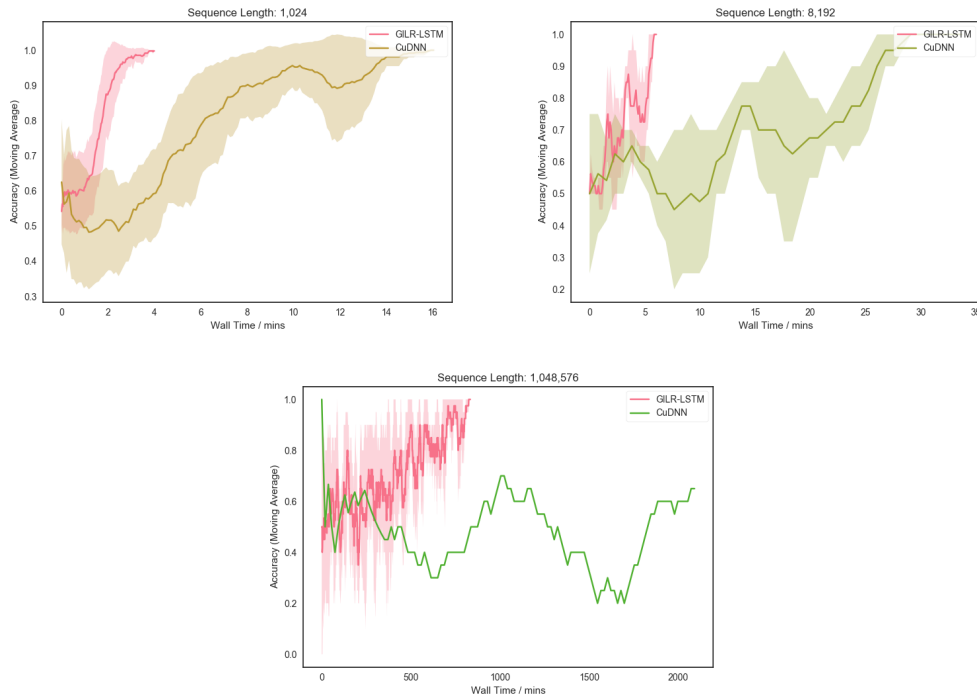 Sequence Length: 1,024
GILR-LSTM
CuDNN
Accuracy (Moving Average)
1.0
0.9
0.8
0.7
0.6
0.5
0.4
0.3
0 2 4 6 8 10 12 14 16
Wall Time / mins
Sequence Length: 8,192
GILR-LSTM
CuDNN
Accuracy (Moving Average)
1.0
0.9
0.8
0.7
0.6
0.5
0.4
0.3
0.2
0 5 10 15 20 25 30 35
Wall Time / mins
Sequence Length: 1,048,576
GILR-LSTM
CuDNN
Accuracy (Moving Average)
1.0
0.8
0.6
0.4
0.2
0.0
0 500 1000 1500 2000
Wall Time / mins